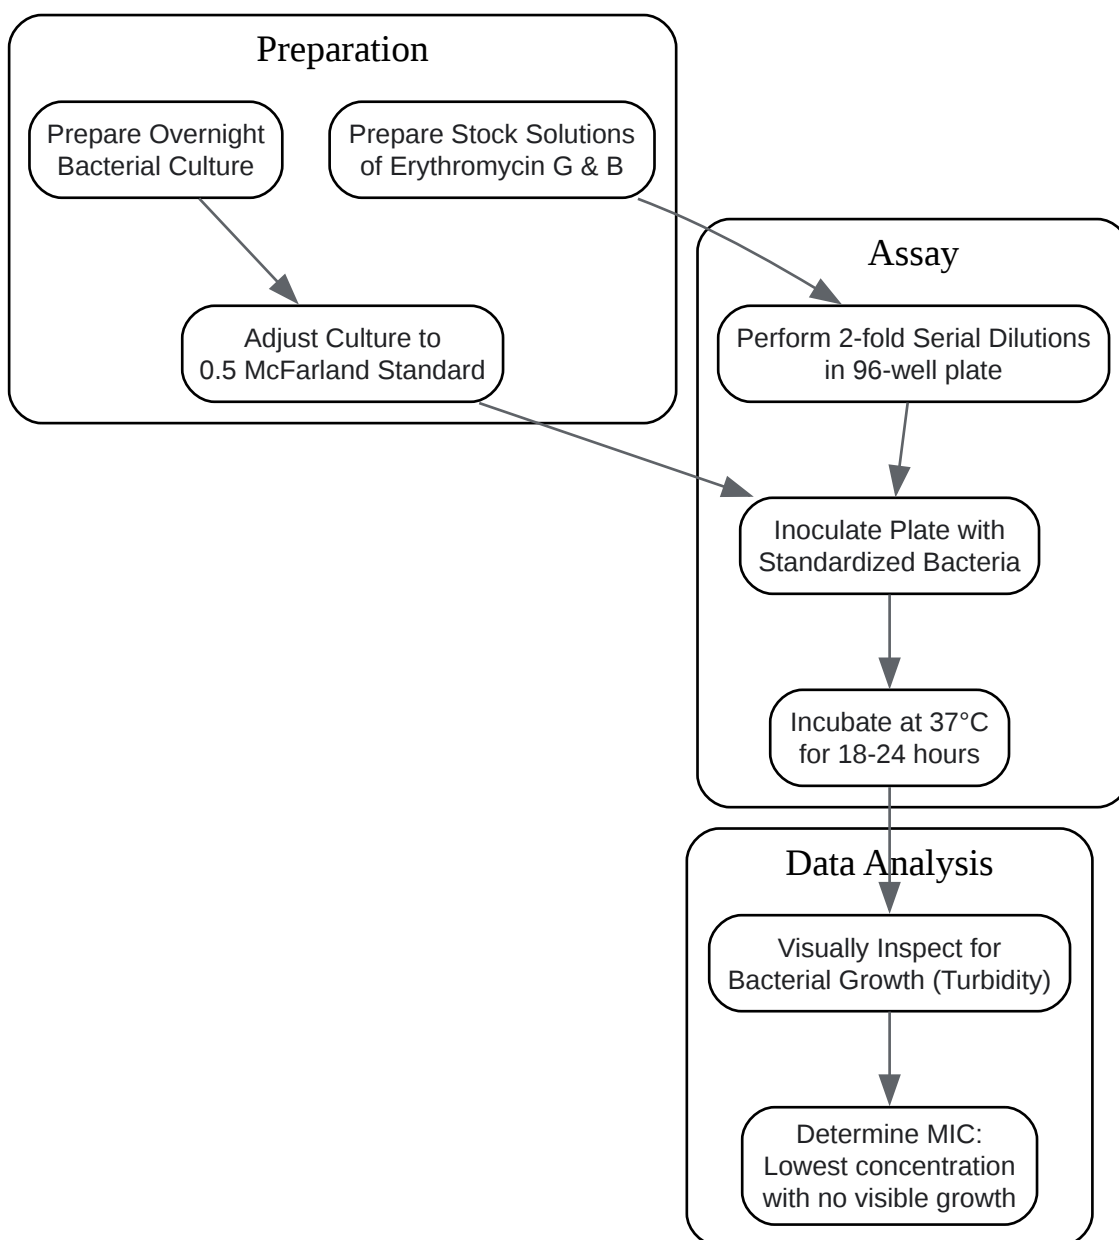 Preparation
Prepare Overnight
Bacterial Culture
Prepare Stock Solutions
of Erythromycin G & B
Adjust Culture to
0.5 McFarland Standard
Assay
Perform 2-fold Serial Dilutions
in 96-well plate
Inoculate Plate with
Standardized Bacteria
Incubate at 37°C
for 18-24 hours
Data Analysis
Visually Inspect for
Bacterial Growth (Turbidity)
Determine MIC:
Lowest concentration
with no visible growth